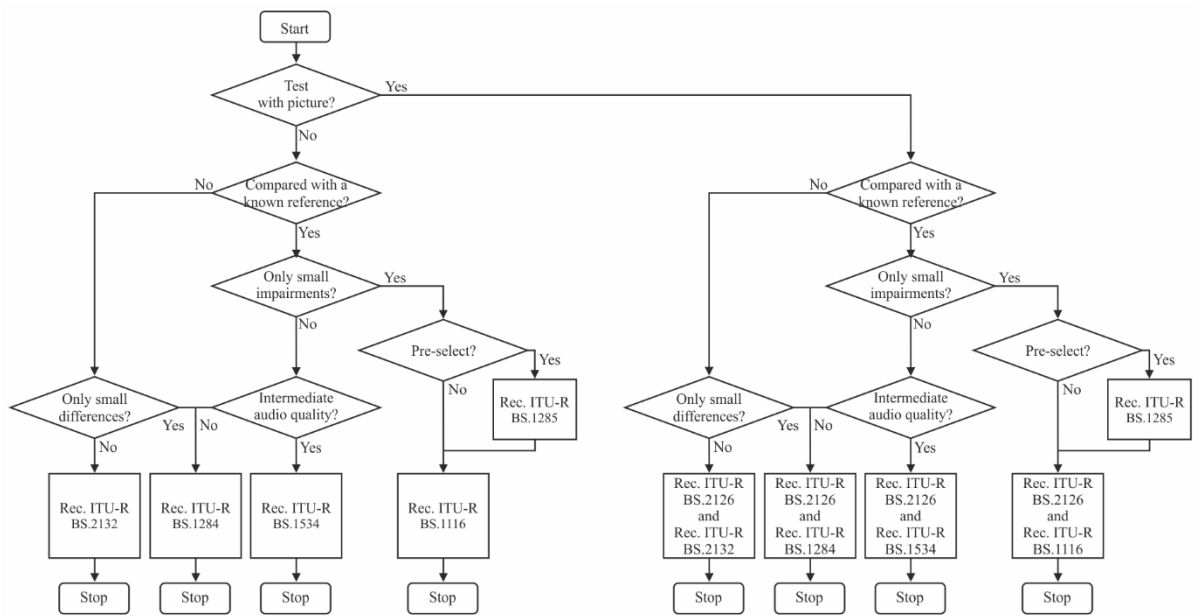 Start
Test
with picture?
Yes
No
Compared with a
known reference?
No
Yes
Only small
impairments?
Yes
No
Pre-select?
Yes
No
Rec. ITU-R
BS.1285
Only small
differences?
Yes
No
No
Intermediate
audio quality?
Yes
Rec. ITU-R
BS.2132
Rec. ITU-R
BS.1284
Rec. ITU-R
BS.1534
Rec. ITU-R
BS.1116
Stop
Stop
Stop
Stop
Compared with a
known reference?
No
Yes
Only small
impairments?
Yes
No
Pre-select?
Yes
No
Rec. ITU-R
BS.1285
Only small
differences?
Yes
No
No
Intermediate
audio quality?
Yes
Rec. ITU-R
BS.2126
and
Rec. ITU-R
BS.2132
Rec. ITU-R
BS.2126
and
Rec. ITU-R
BS.1284
Rec. ITU-R
BS.2126
and
Rec. ITU-R
BS.1534
Rec. ITU-R
BS.2126
and
Rec. ITU-R
BS.1116
Stop
Stop
Stop
Stop